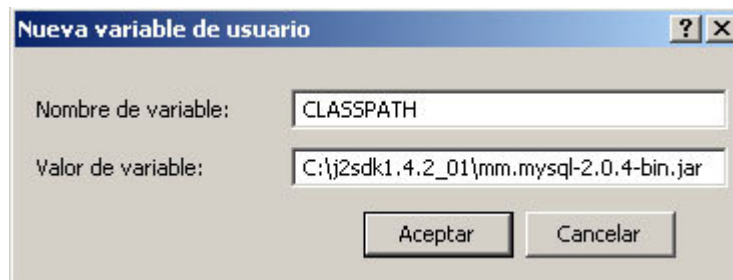 Nueva variable de usuario
Nombre de variable: CLASSPATH
Valor de variable: C:\j2sdk1.4.2_01\mm.mysql-2.0.4-bin.jar
Aceptar Cancelar